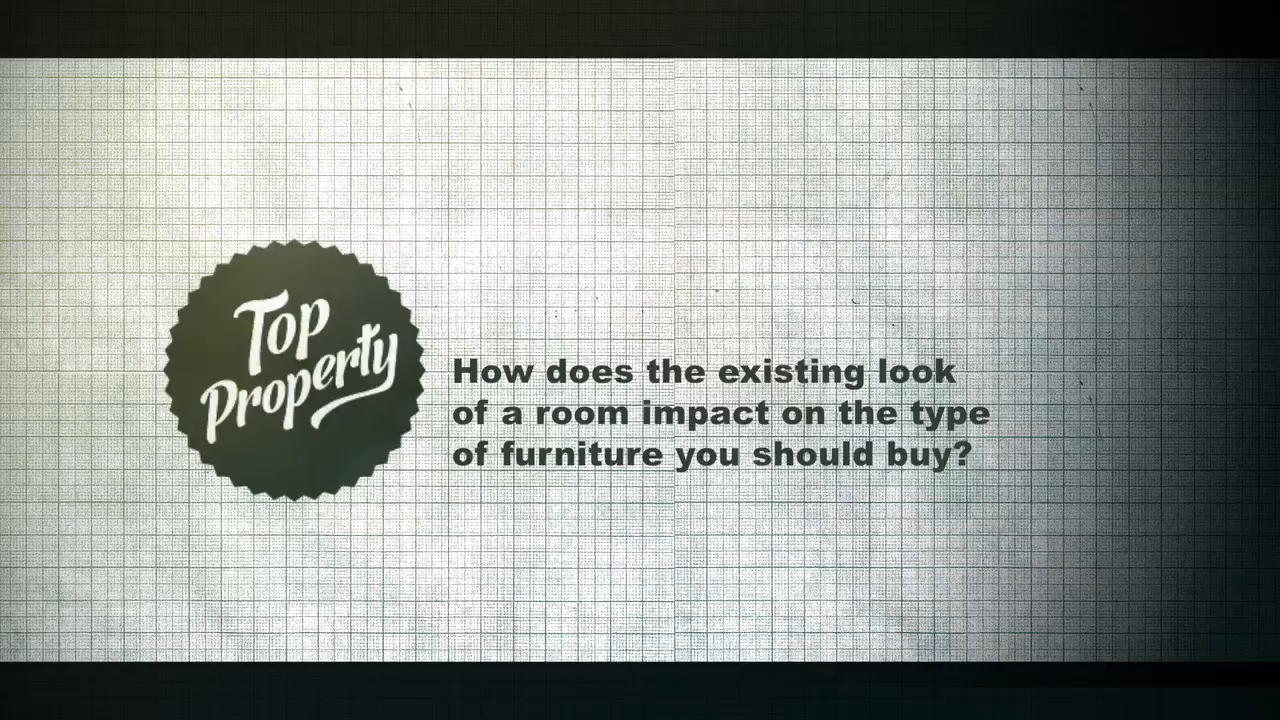 Top
Property
How does the existing look
of a room impact on the type
of furniture you should buy?